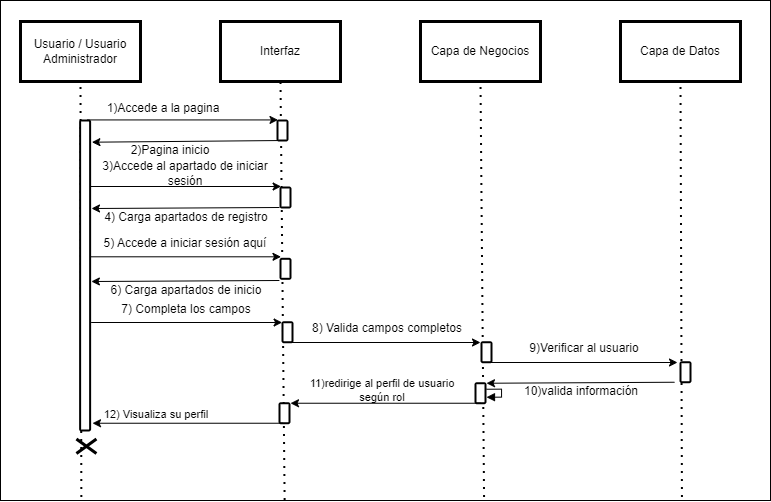 Usuario / Usuario
Administrador
Interfaz
Capa de Negocios
Capa de Datos
1)Accede a la pagina
2)Pagina inicio
3)Accede al apartado de iniciar
sesión
4) Carga apartados de registro
5) Accede a iniciar sesión aquí
6) Carga apartados de inicio
7) Completa los campos
8) Valida campos completos
9)Verificar al usuario
10)valida información
11)redirige al perfil de usuario
según rol
12) Visualiza su perfil